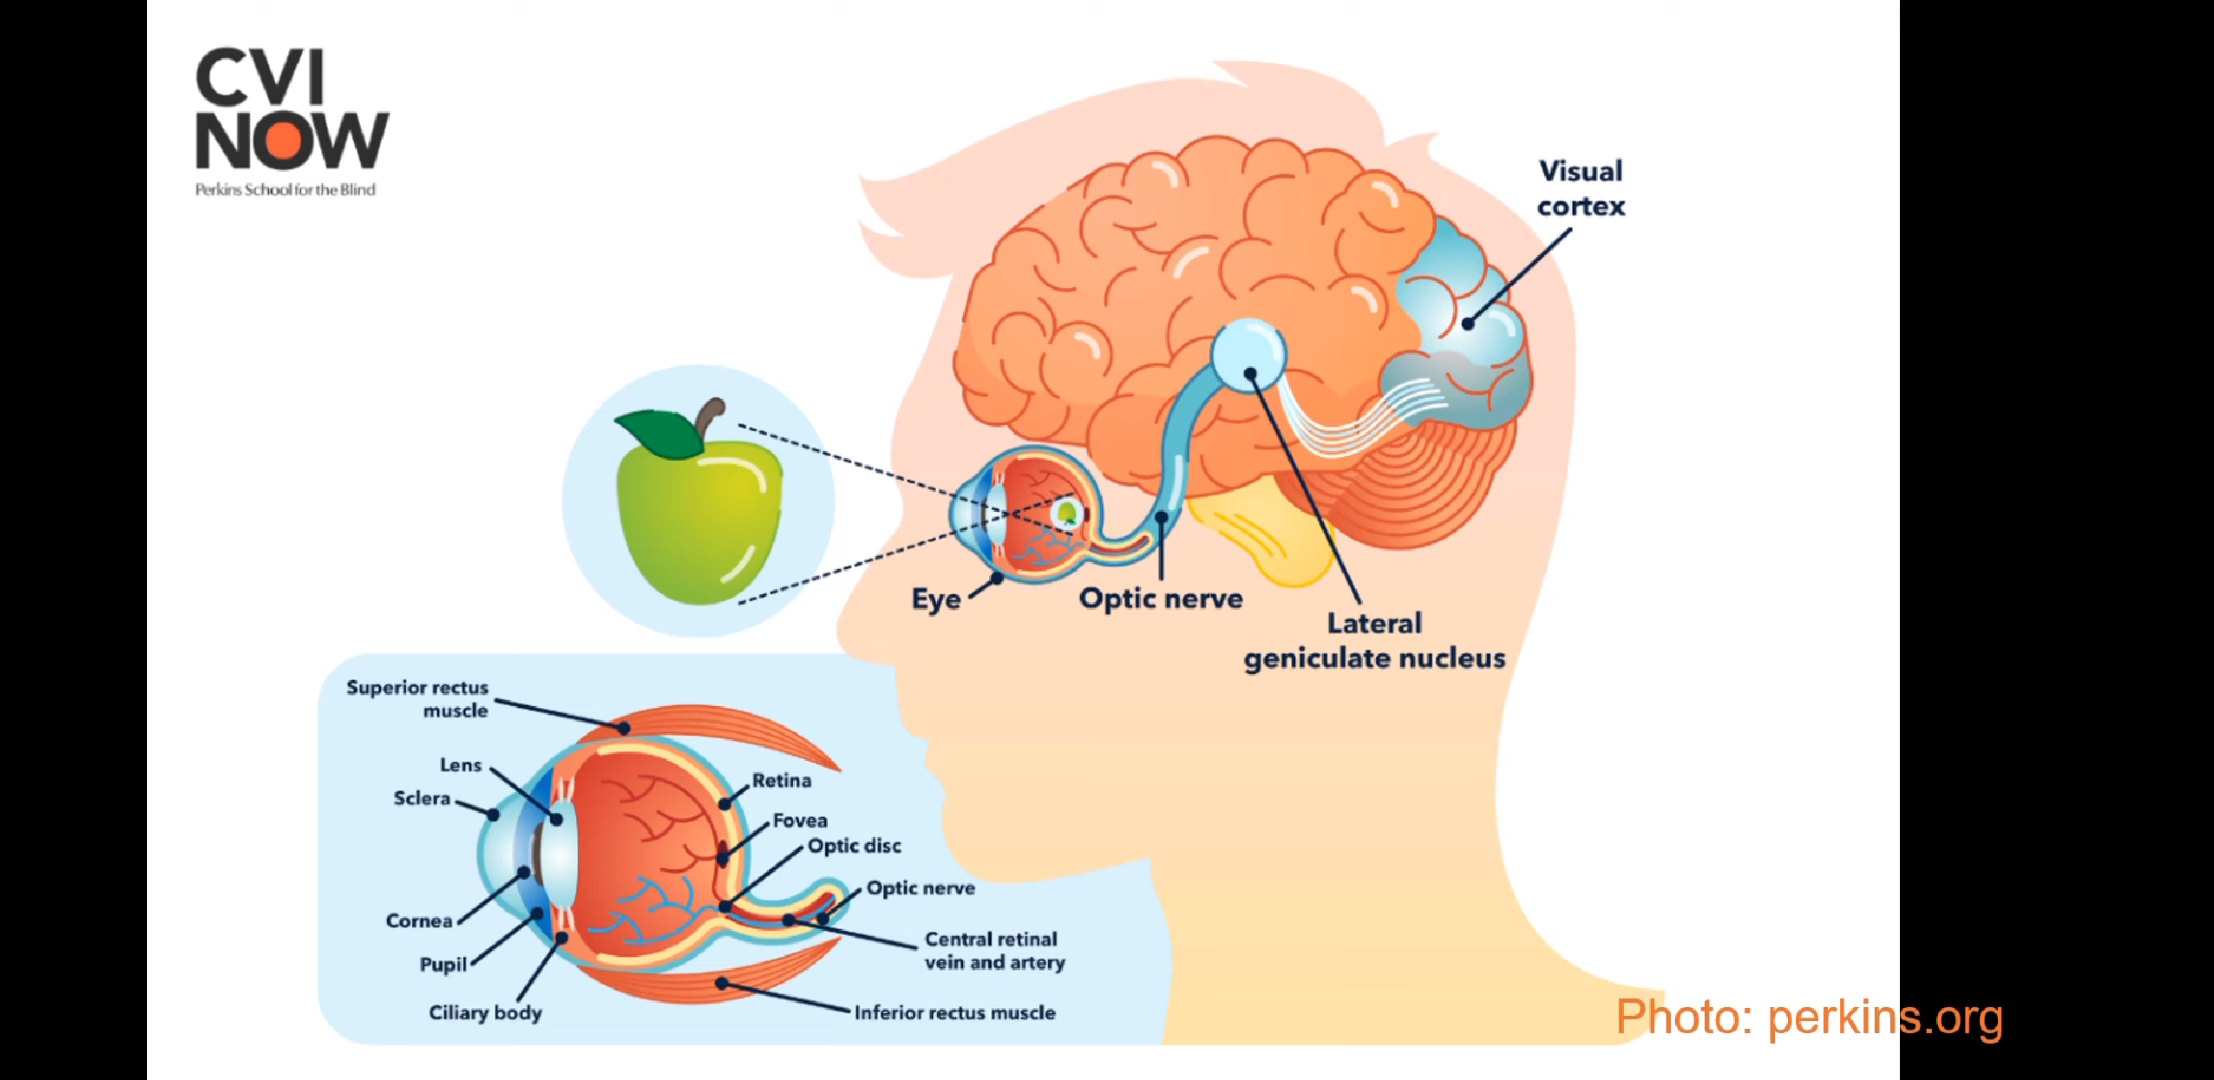 CVI
NOW
Perkins School for the Blind
Visual
cortex
Eye
Optic nerve
Lateral
geniculate nucleus
Superior rectus
muscle
Lens
Sclera
Retina
Fovea
Optic disc
Optic nerve
Cornea
Pupil
Central retinal
vein and artery
Ciliary body
Inferior rectus muscle
Photo: perkins.org